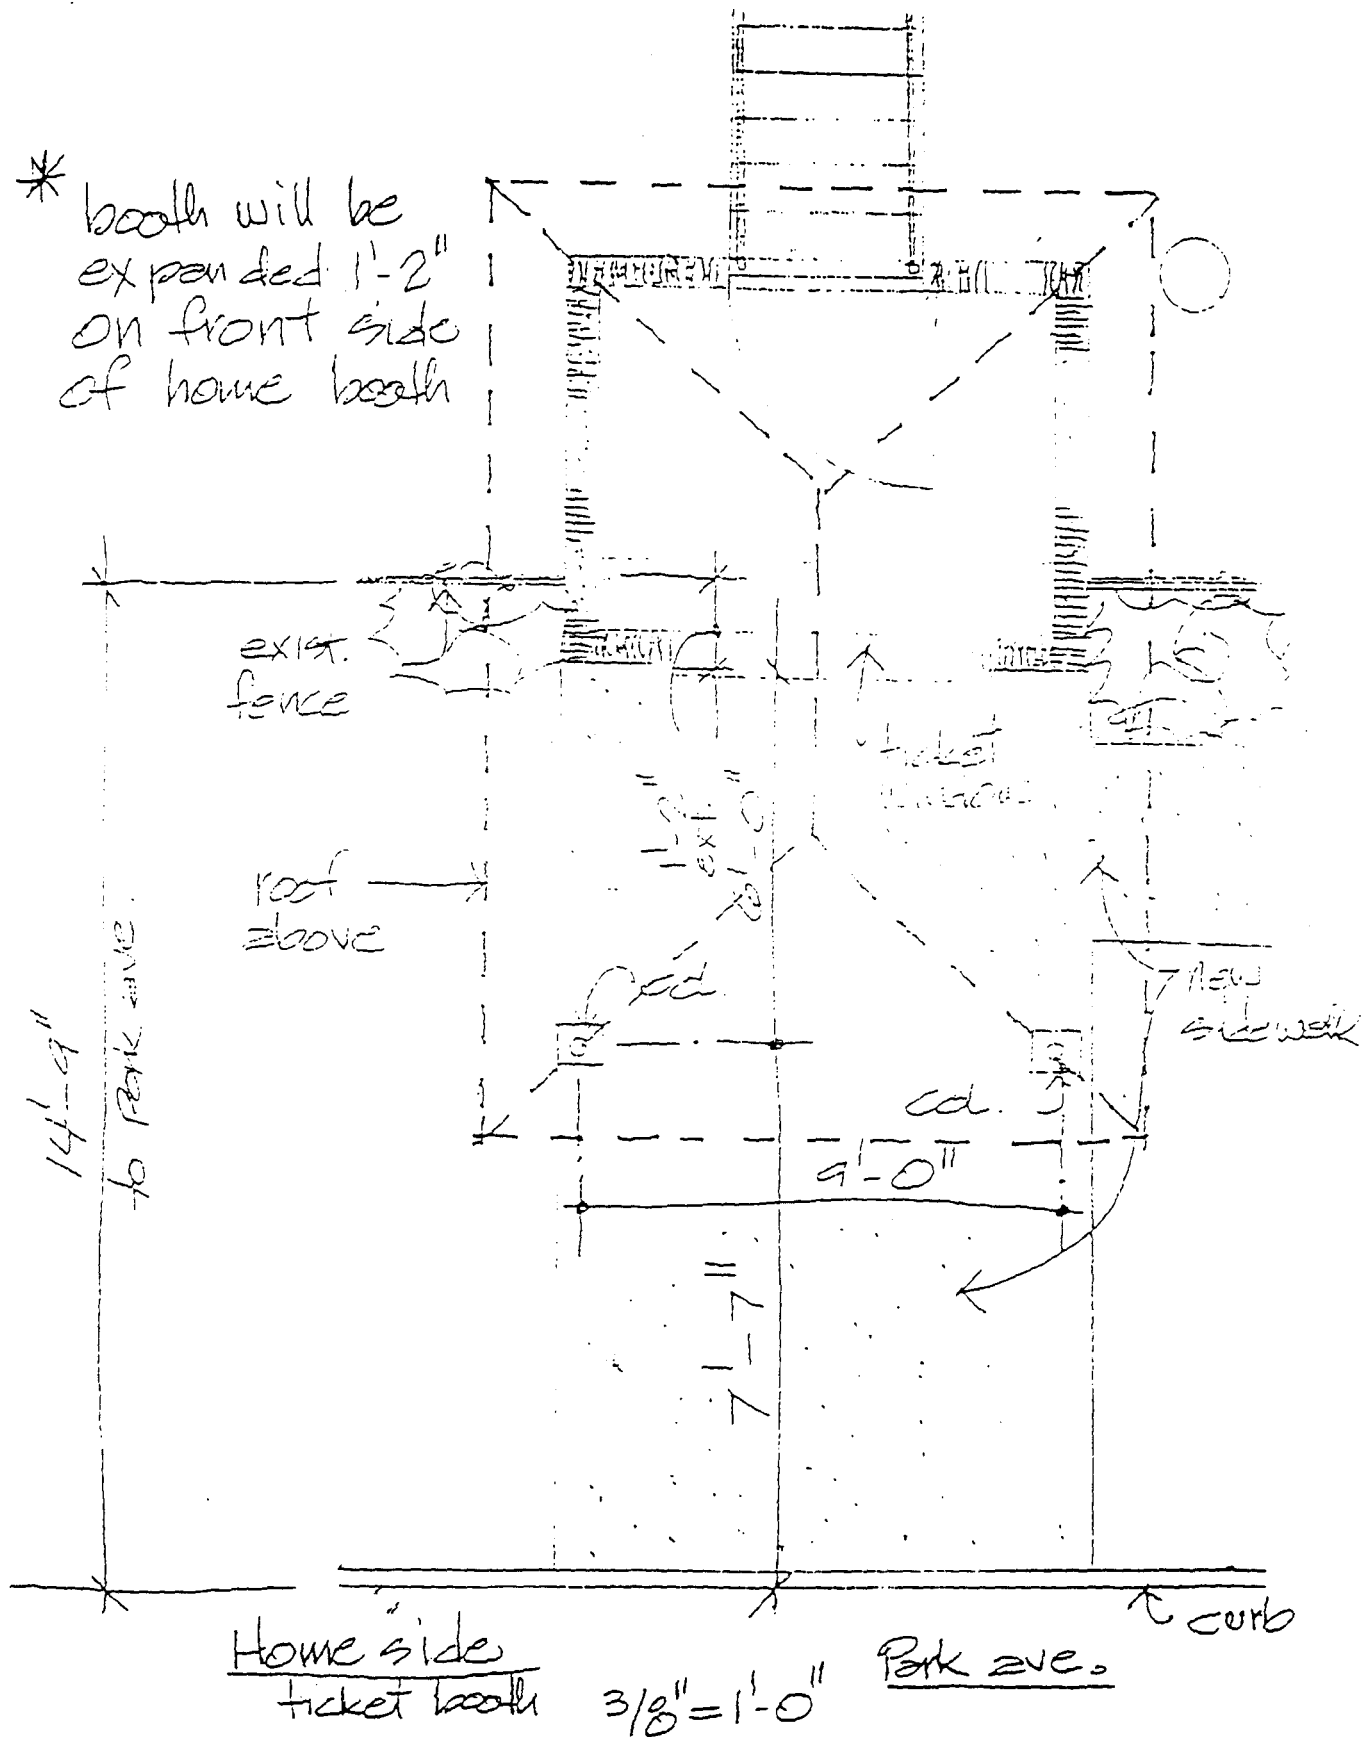 * booth will be
expanded 1'-2"
on front side
of home booth
exist.
fence
ticket
roof
above
col.
new
sidewalk
14'-9"
to Park ave.
col.
9'-0"
7'-7"
curb
Home side
ticket booth
3/8" = 1'-0"
Park ave.